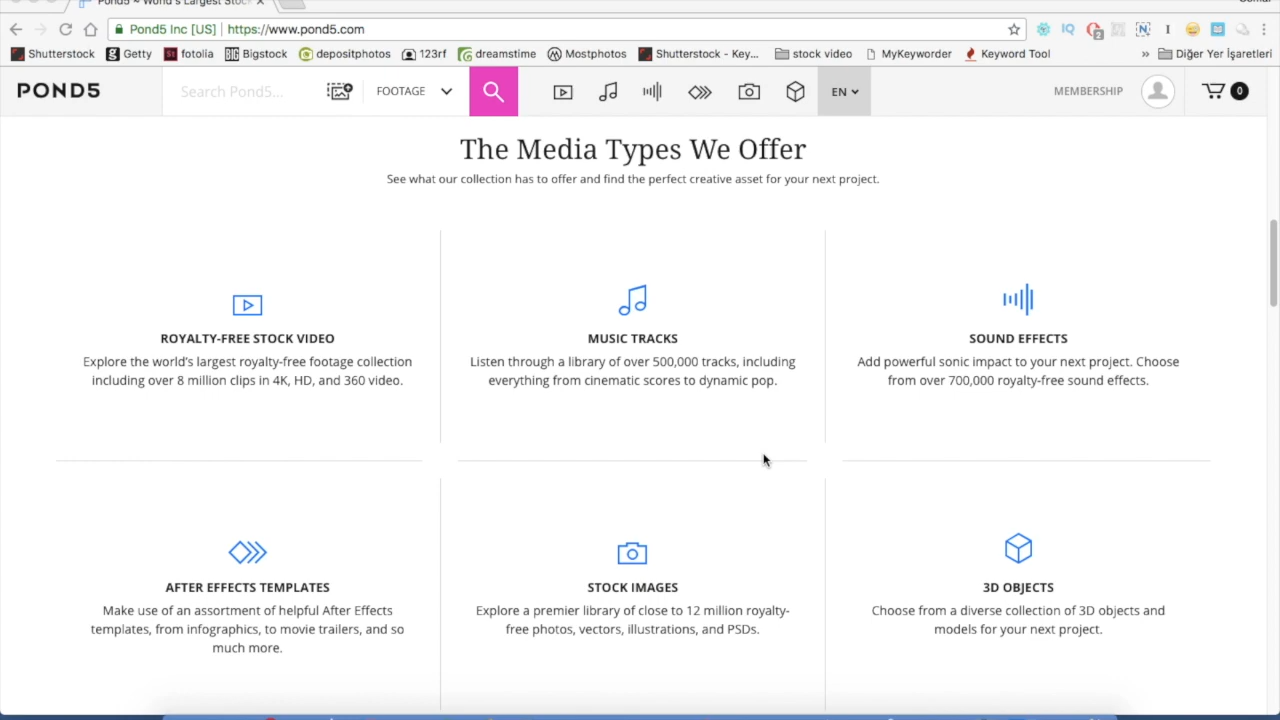 Pond5 ~ World's Largest Stock
Pond5 Inc [US] | https://www.pond5.com
Shutterstock Getty fotolia Bigstock depositphotos 123rf dreamstime Mostphotos Shutterstock - Key... stock video MyKeyworder Keyword Tool » Diğer Yer İşaretleri
POND5 Search Pond5... FOOTAGE EN MEMBERSHIP 0
The Media Types We Offer
See what our collection has to offer and find the perfect creative asset for your next project.
ROYALTY-FREE STOCK VIDEO
Explore the world's largest royalty-free footage collection
including over 8 million clips in 4K, HD, and 360 video.
MUSIC TRACKS
Listen through a library of over 500,000 tracks, including
everything from cinematic scores to dynamic pop.
SOUND EFFECTS
Add powerful sonic impact to your next project. Choose
from over 700,000 royalty-free sound effects.
AFTER EFFECTS TEMPLATES
Make use of an assortment of helpful After Effects
templates, from infographics, to movie trailers, and so
much more.
STOCK IMAGES
Explore a premier library of close to 12 million royalty-
free photos, vectors, illustrations, and PSDs.
3D OBJECTS
Choose from a diverse collection of 3D objects and
models for your next project.